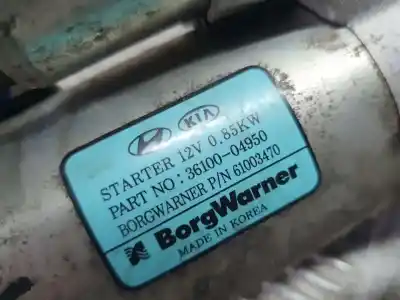 KIA
STARTER 12V 0.85KW
PART NO : 36100-04950
BORGWARNER P/N 61003470
BorgWarner
MADE IN KOREA